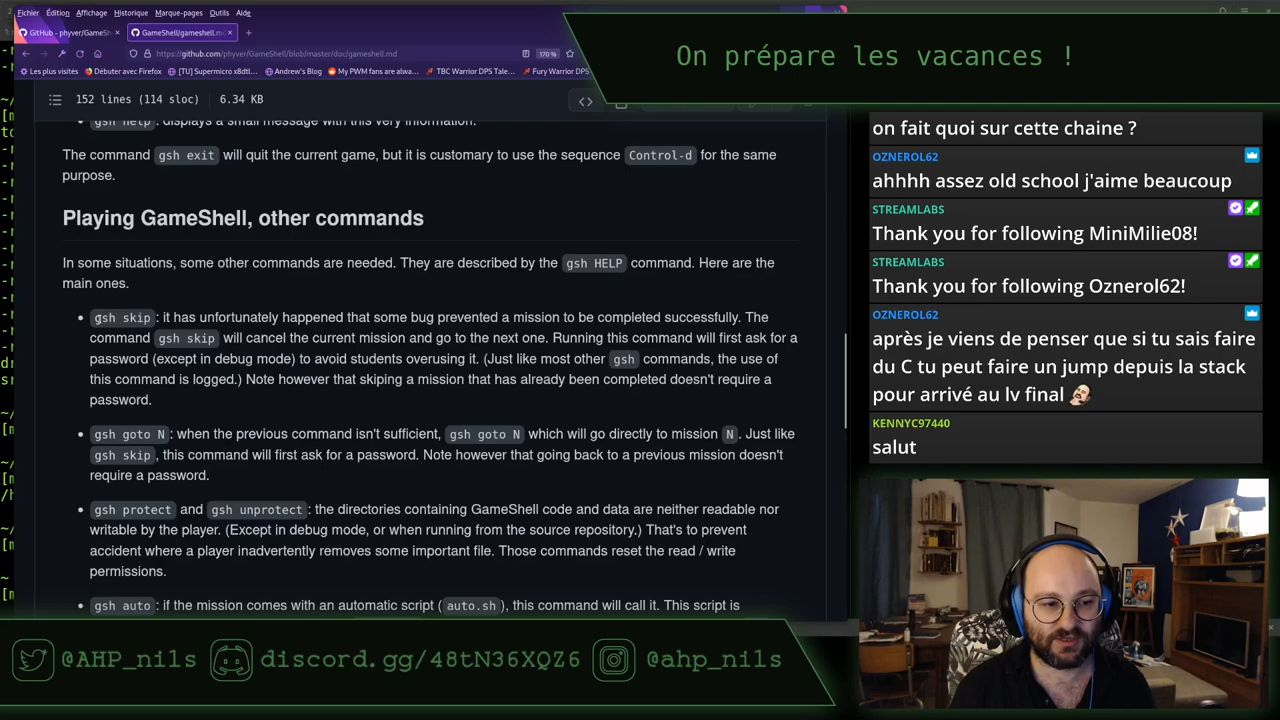 Fichier Édition Affichage Historique Marque-pages Outils Aide
GitHub - phyver/GameSh × GameShell/gameshell.m × +
https://github.com/phyver/GameShell/blob/master/doc/gameshell.md 170 %
Les plus visités Débuter avec Firefox [TU] Supermicro x8dtl... Andrew's Blog My PWM fans are alwa... TBC Warrior DPS Tale... Fury Warrior DPS
On prépare les vacances !
152 lines (114 sloc) 6.34 KB
gsh help: displays a small message with this very information.
The command gsh exit will quit the current game, but it is customary to use the sequence Control-d for the same
purpose.
Playing GameShell, other commands
In some situations, some other commands are needed. They are described by the gsh HELP command. Here are the
main ones.
• gsh skip: it has unfortunately happened that some bug prevented a mission to be completed successfully. The
command gsh skip will cancel the current mission and go to the next one. Running this command will first ask for a
password (except in debug mode) to avoid students overusing it. (Just like most other gsh commands, the use of
this command is logged.) Note however that skiping a mission that has already been completed doesn't require a
password.
• gsh goto N: when the previous command isn't sufficient, gsh goto N which will go directly to mission N. Just like
gsh skip, this command will first ask for a password. Note however that going back to a previous mission doesn't
require a password.
• gsh protect and gsh unprotect: the directories containing GameShell code and data are neither readable nor
writable by the player. (Except in debug mode, or when running from the source repository.) That's to prevent
accident where a player inadvertently removes some important file. Those commands reset the read / write
permissions.
• gsh auto: if the mission comes with an automatic script (auto.sh), this command will call it. This script is
on fait quoi sur cette chaine ?
OZNEROL62
ahhhh assez old school j'aime beaucoup
STREAMLABS
Thank you for following MiniMilie08!
STREAMLABS
Thank you for following Oznerol62!
OZNEROL62
après je viens de penser que si tu sais faire
du C tu peut faire un jump depuis la stack
pour arrivé au lv final
KENNYC97440
salut
@AHP_nils discord.gg/48tN36XQZ6 @ahp_nils